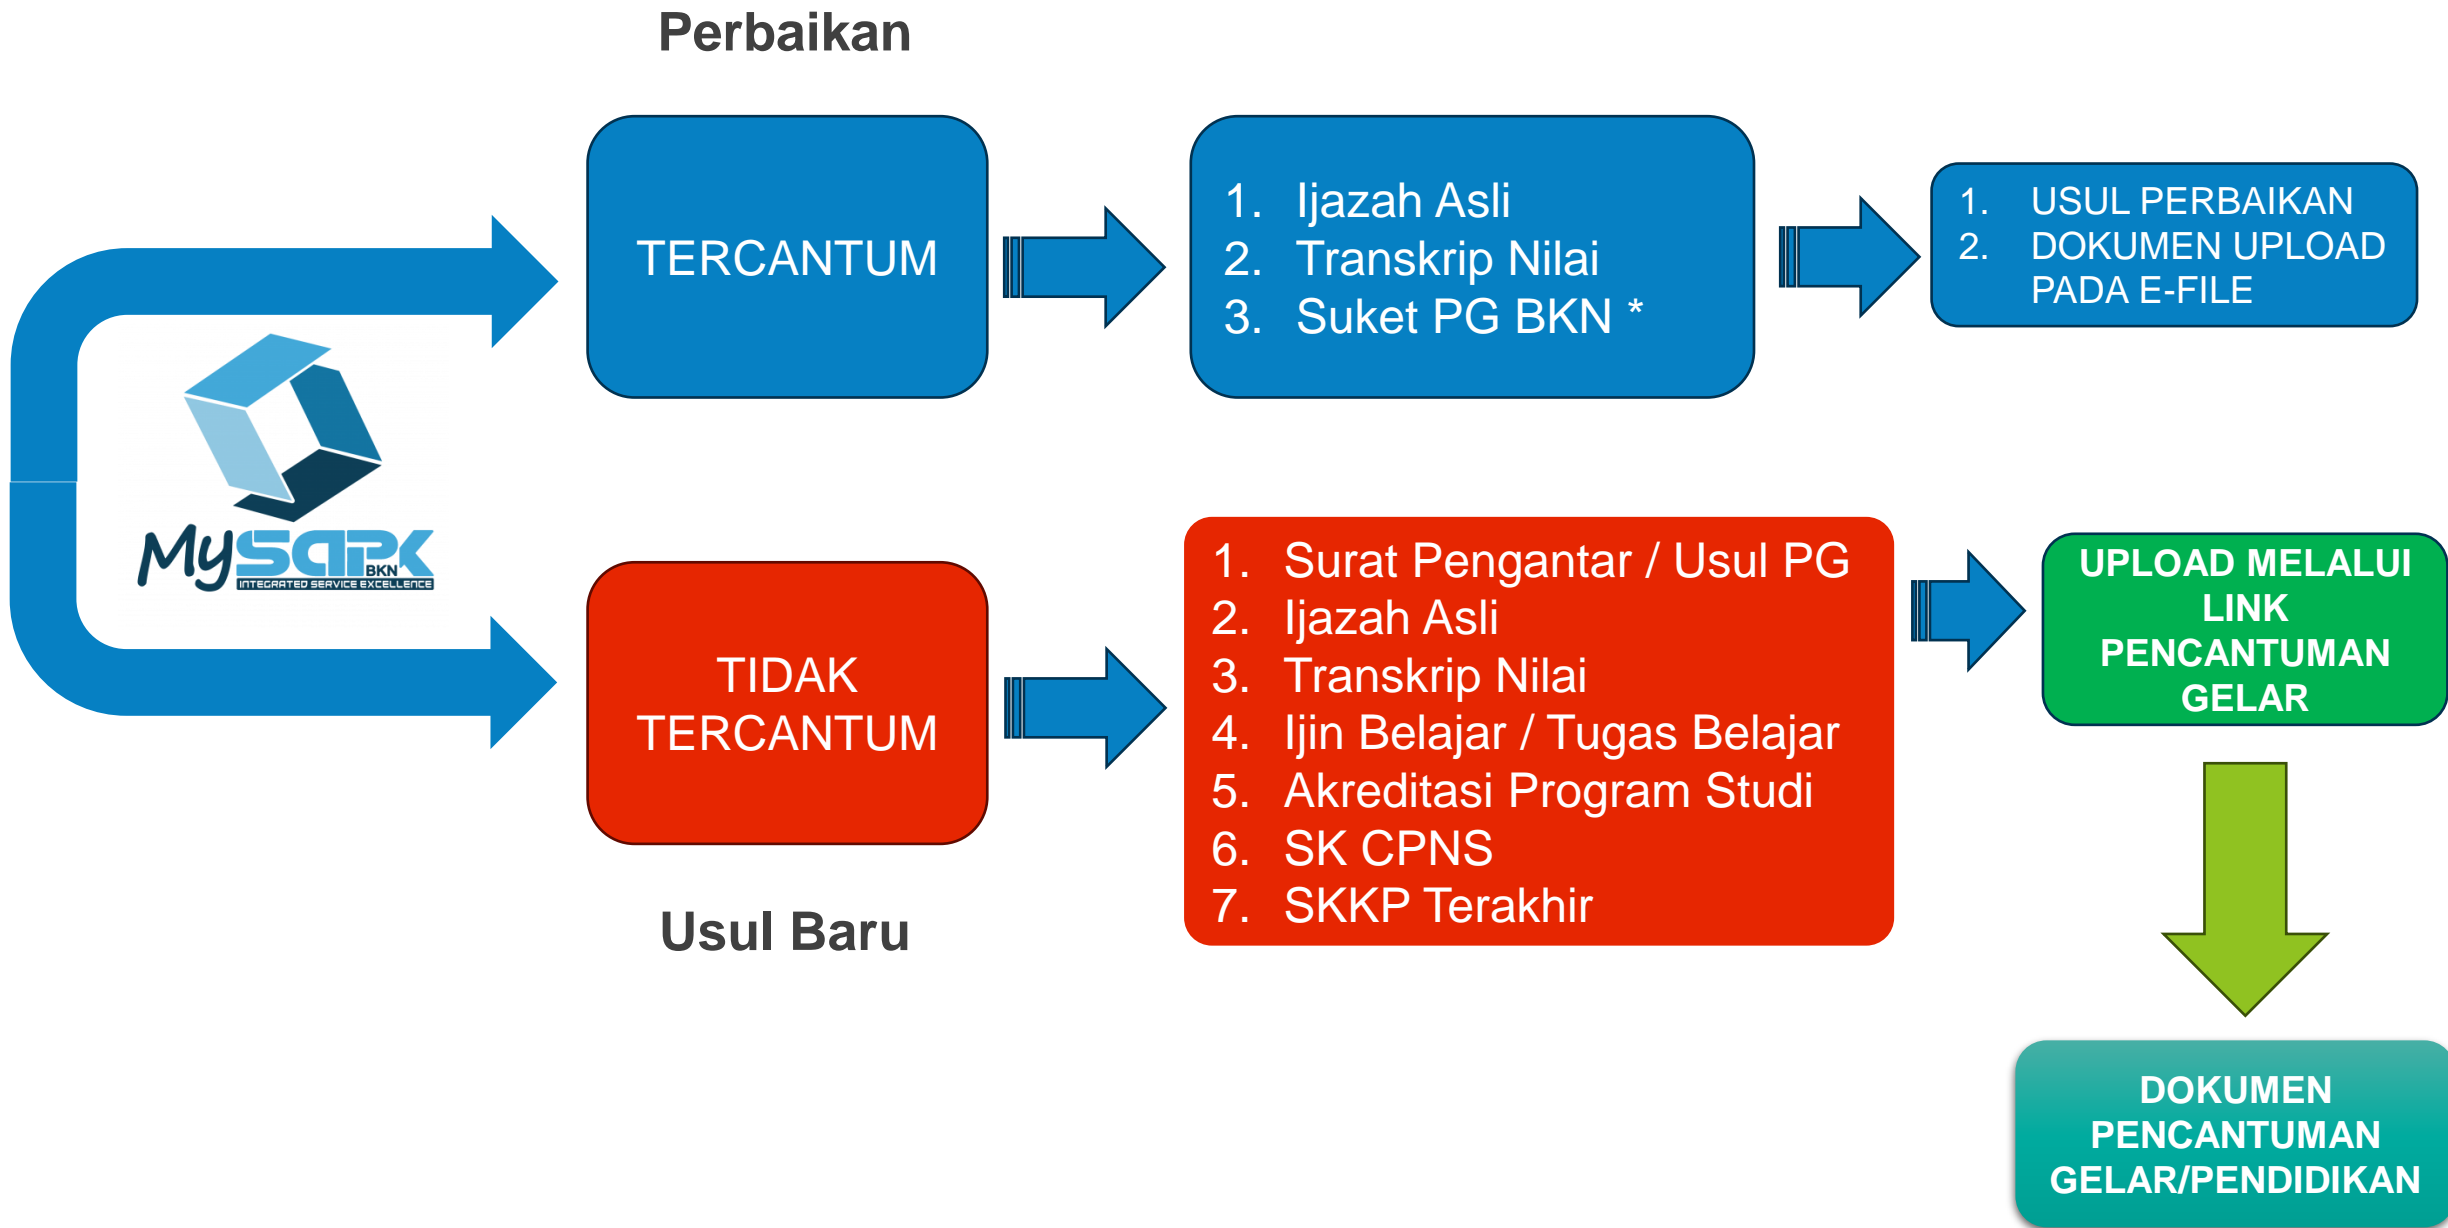 Perbaikan
TERCANTUM
1. Ijazah Asli
2. Transkrip Nilai
3. Suket PG BKN *
1. USUL PERBAIKAN
2. DOKUMEN UPLOAD
PADA E-FILE
MySAPK
BKN
INTEGRATED SERVICE EXCELLENCE
TIDAK
TERCANTUM
Usul Baru
1. Surat Pengantar / Usul PG
2. Ijazah Asli
3. Transkrip Nilai
4. Ijin Belajar / Tugas Belajar
5. Akreditasi Program Studi
6. SK CPNS
7. SKKP Terakhir
UPLOAD MELALUI
LINK
PENCANTUMAN
GELAR
DOKUMEN
PENCANTUMAN
GELAR/PENDIDIKAN